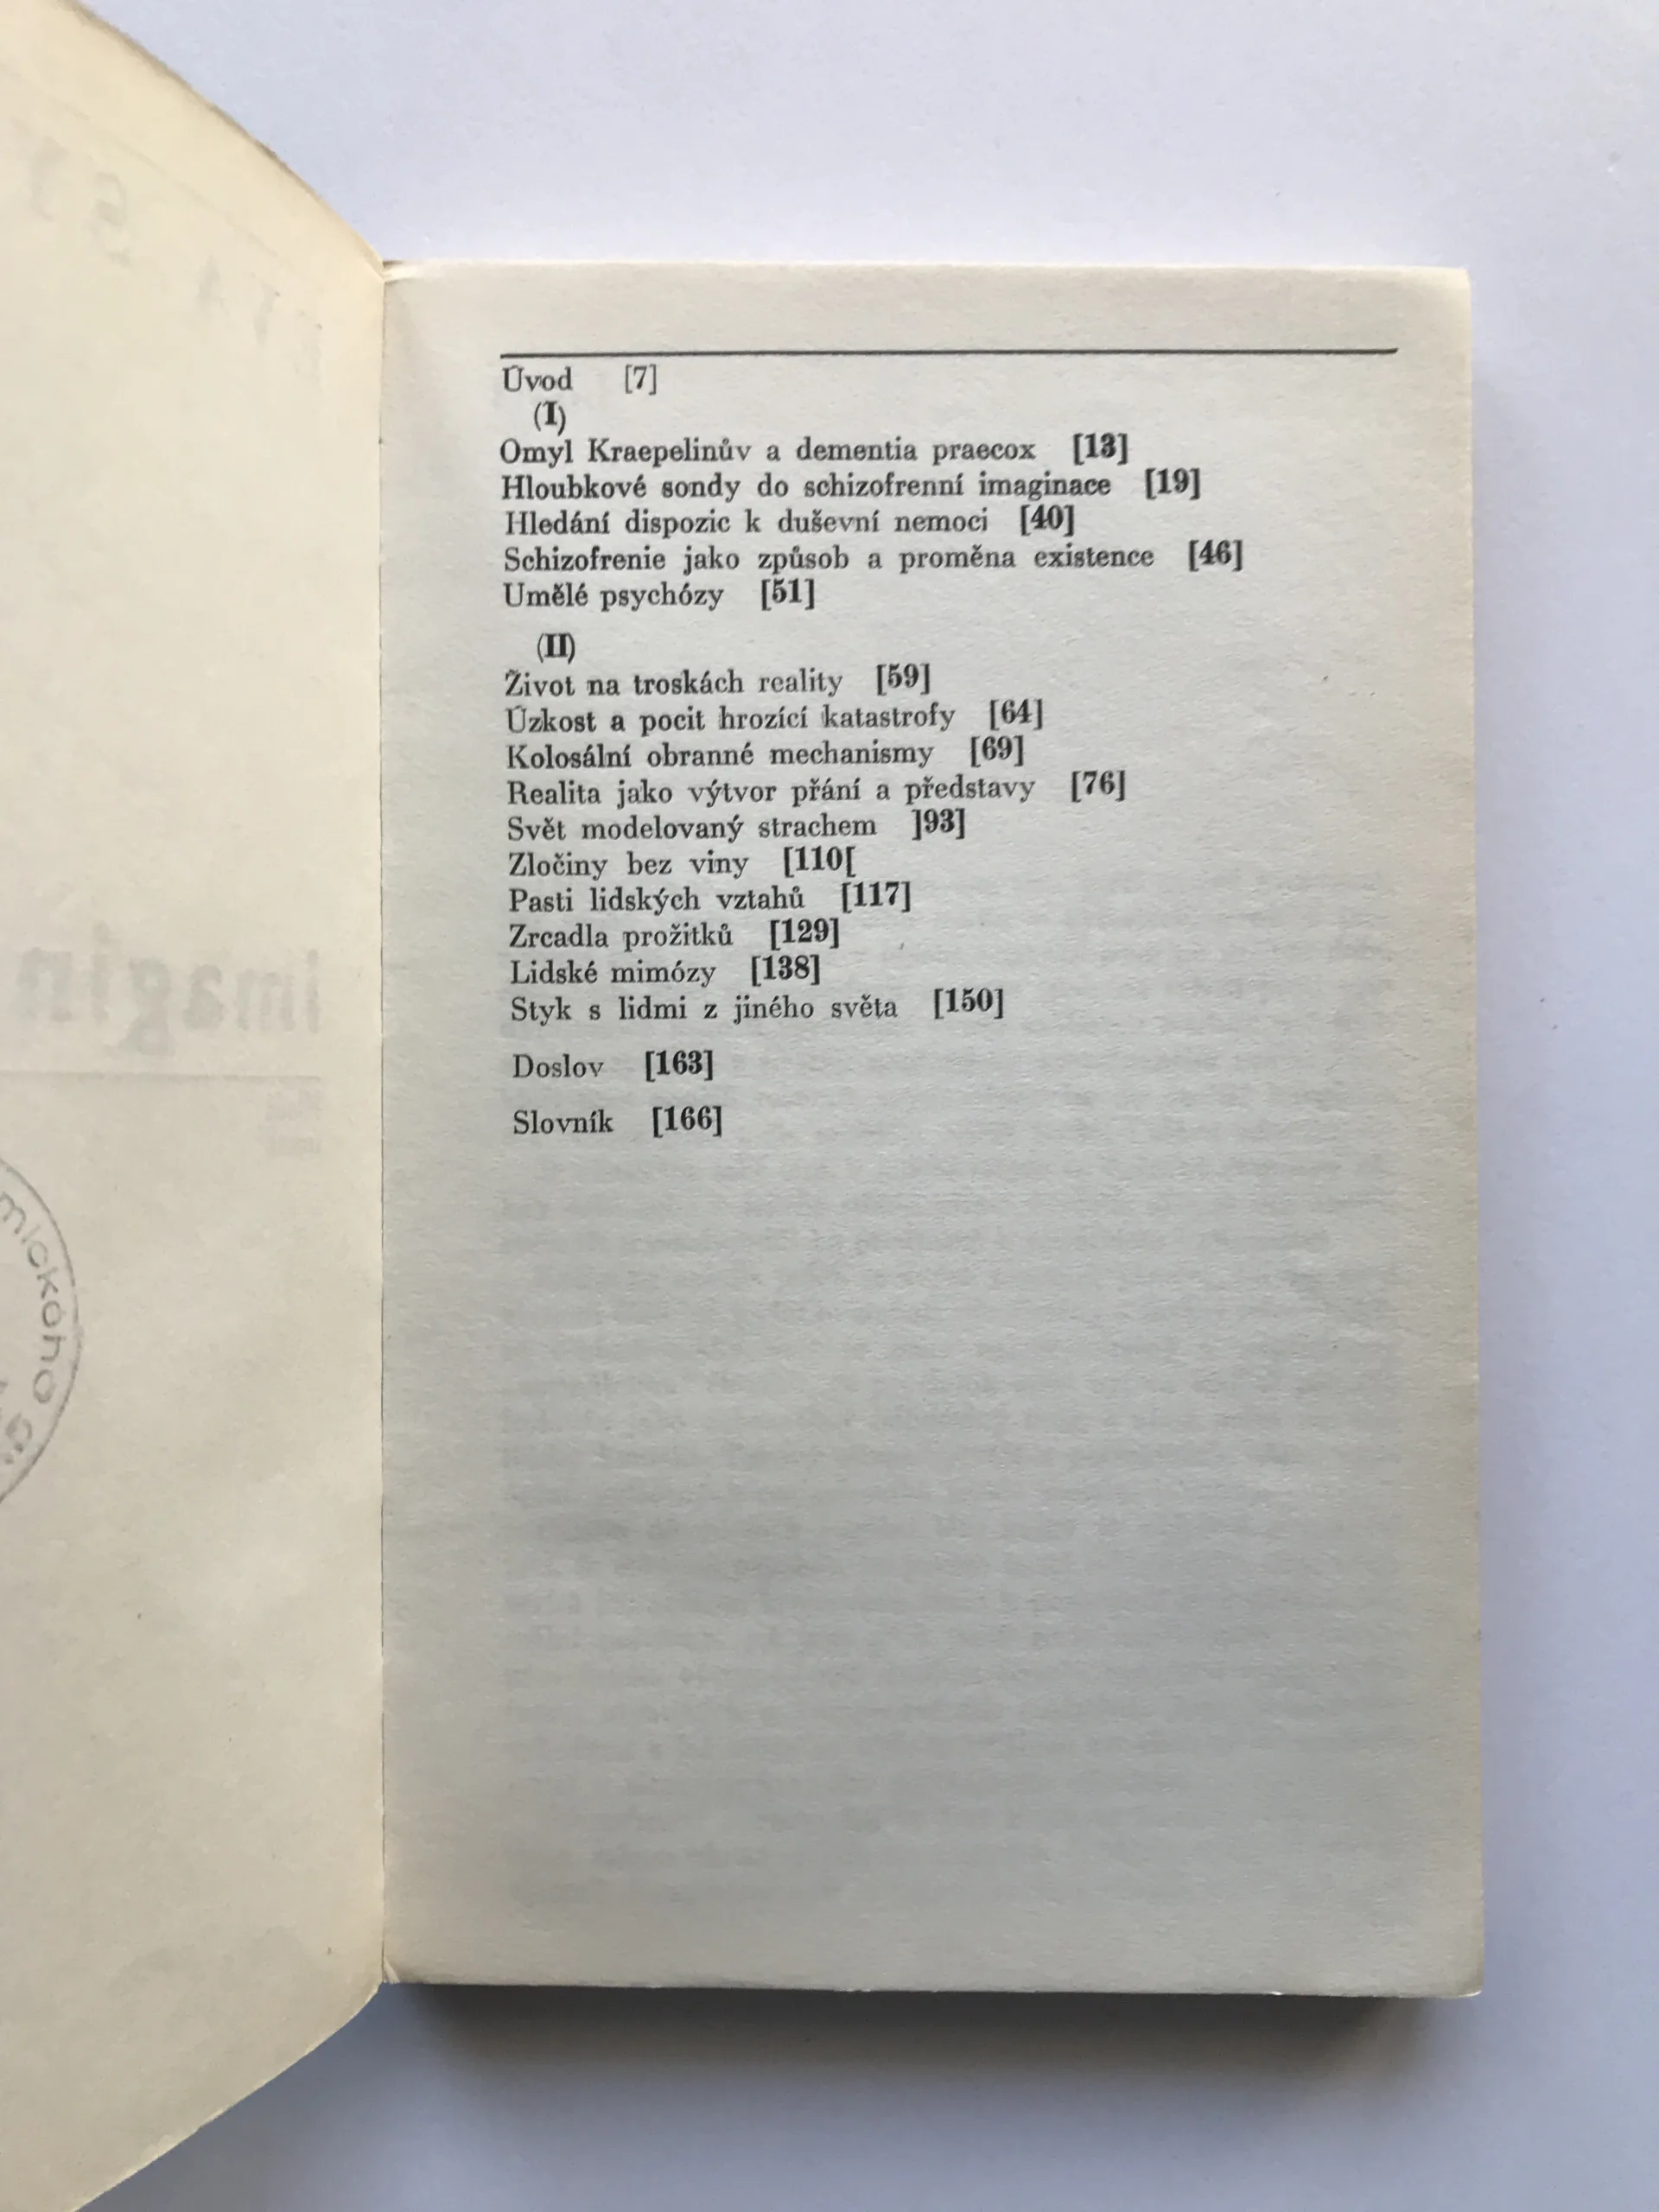 Úvod [7]
(I)
Omyl Kraepelinův a dementia praecox [13]
Hloubkové sondy do schizofrenní imaginace [19]
Hledání dispozic k duševní nemoci [40]
Schizofrenie jako způsob a proměna existence [46]
Umělé psychózy [51]
(II)
Život na troskách reality [59]
Úzkost a pocit hrozící katastrofy [64]
Kolosální obranné mechanismy [69]
Realita jako výtvor přání a představy [76]
Svět modelovaný strachem ]93]
Zločiny bez viny [110[
Pasti lidských vztahů [117]
Zrcadla prožitků [129]
Lidské mimózy [138]
Styk s lidmi z jiného světa [150]
Doslov [163]
Slovník [166]